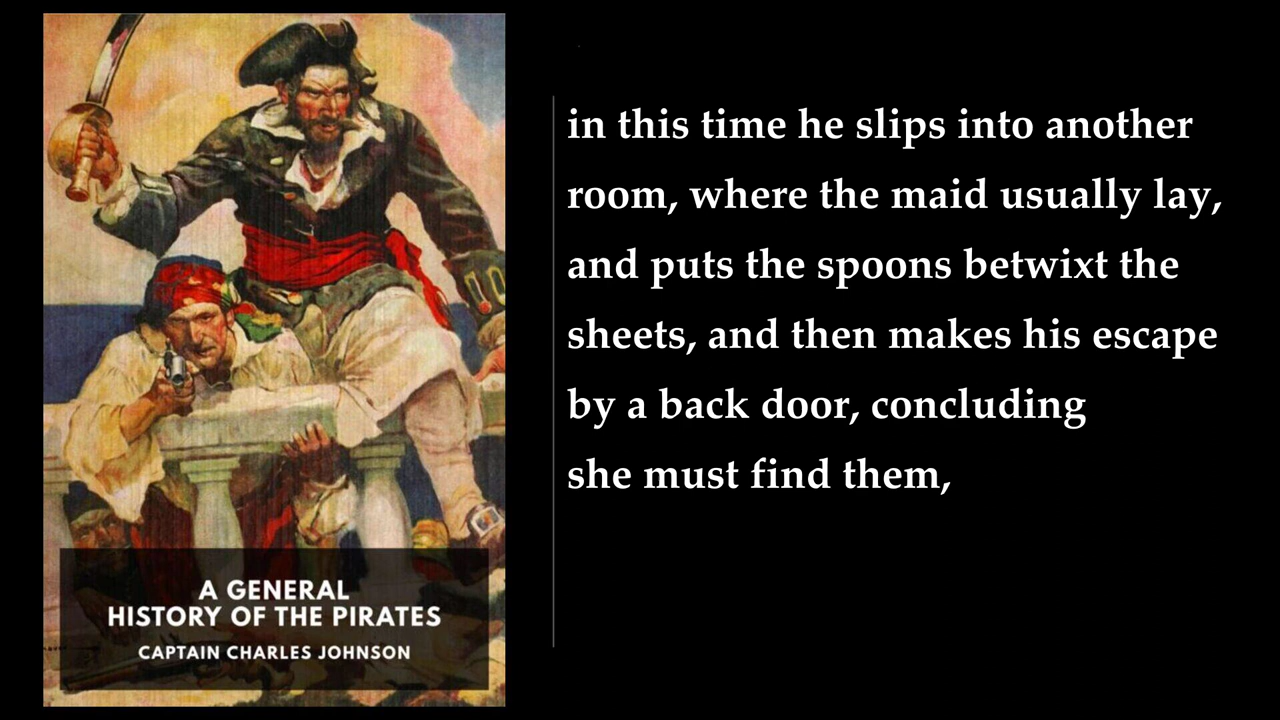 A GENERAL
HISTORY OF THE PIRATES
CAPTAIN CHARLES JOHNSON
in this time he slips into another
room, where the maid usually lay,
and puts the spoons betwixt the
sheets, and then makes his escape
by a back door, concluding
she must find them,